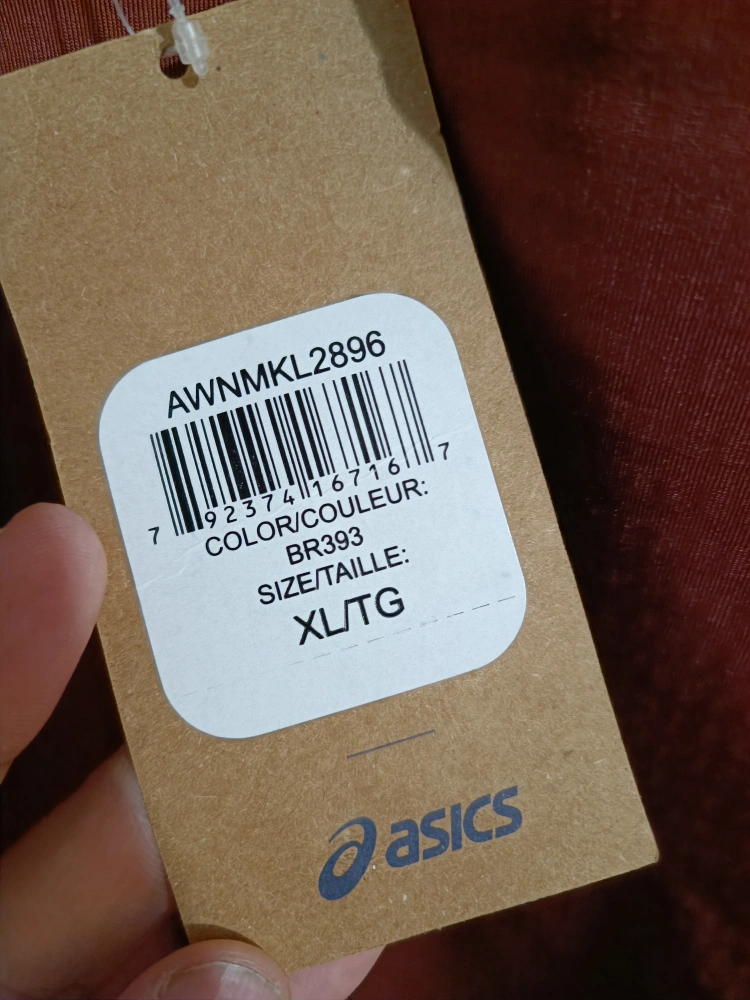 AWNMKL2896
7 92374 16716 7
COLOR/COULEUR:
BR393
SIZE/TAILLE:
XL/TG
asics